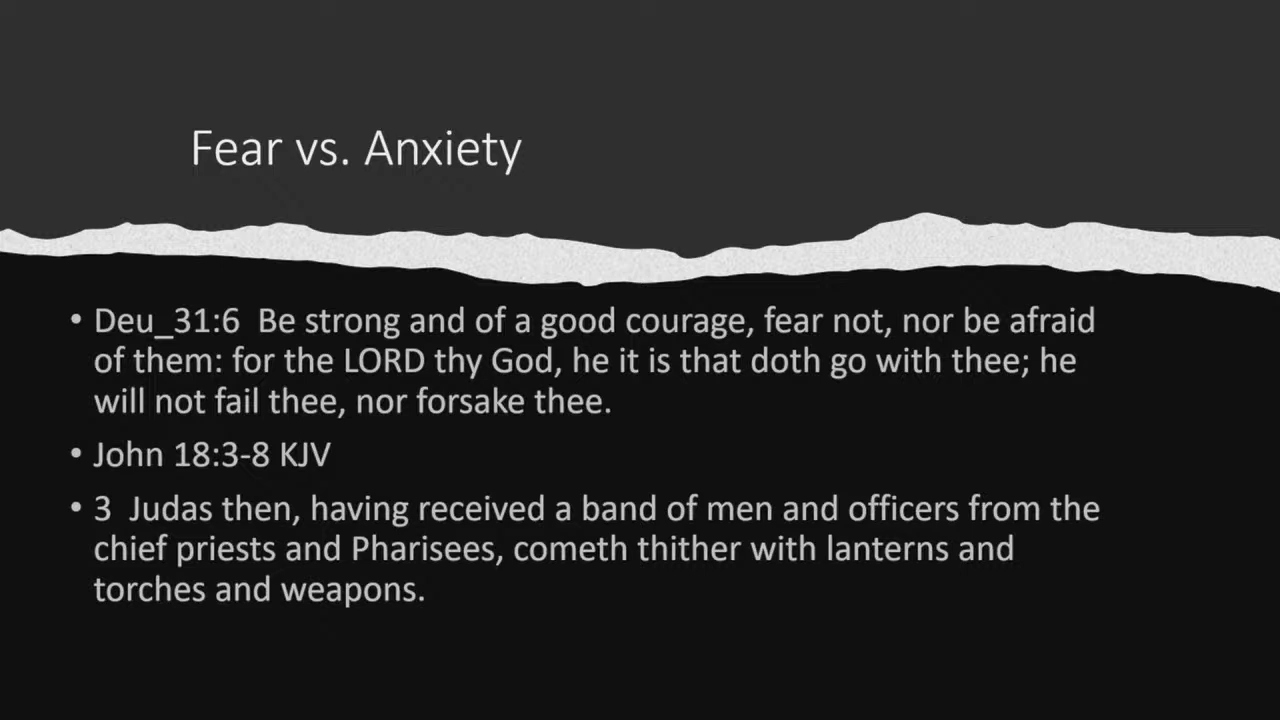 Fear vs. Anxiety
• Deu_31:6  Be strong and of a good courage, fear not, nor be afraid
of them: for the LORD thy God, he it is that doth go with thee; he
will not fail thee, nor forsake thee.
• John 18:3-8 KJV
• 3  Judas then, having received a band of men and officers from the
chief priests and Pharisees, cometh thither with lanterns and
torches and weapons.